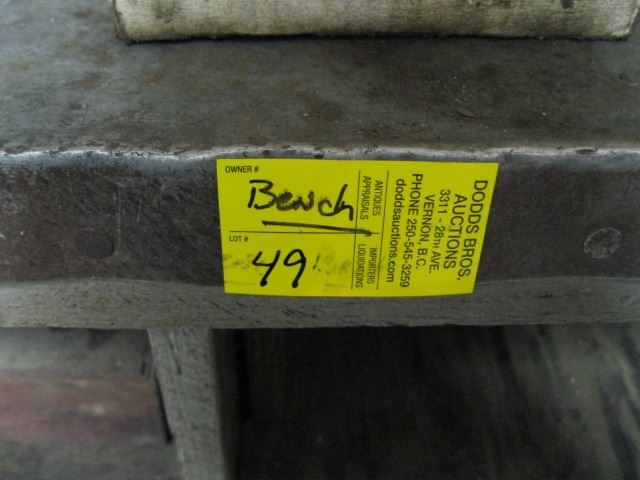 OWNER #
Bench
LOT #
49
ANTIQUES
APPRAISALS
IMPORTERS
LIQUIDATIONS
DODDS BROS.
AUCTIONS
3311 - 28TH AVE.
VERNON, B.C.
PHONE 250-545-3259
doddsauctions.com